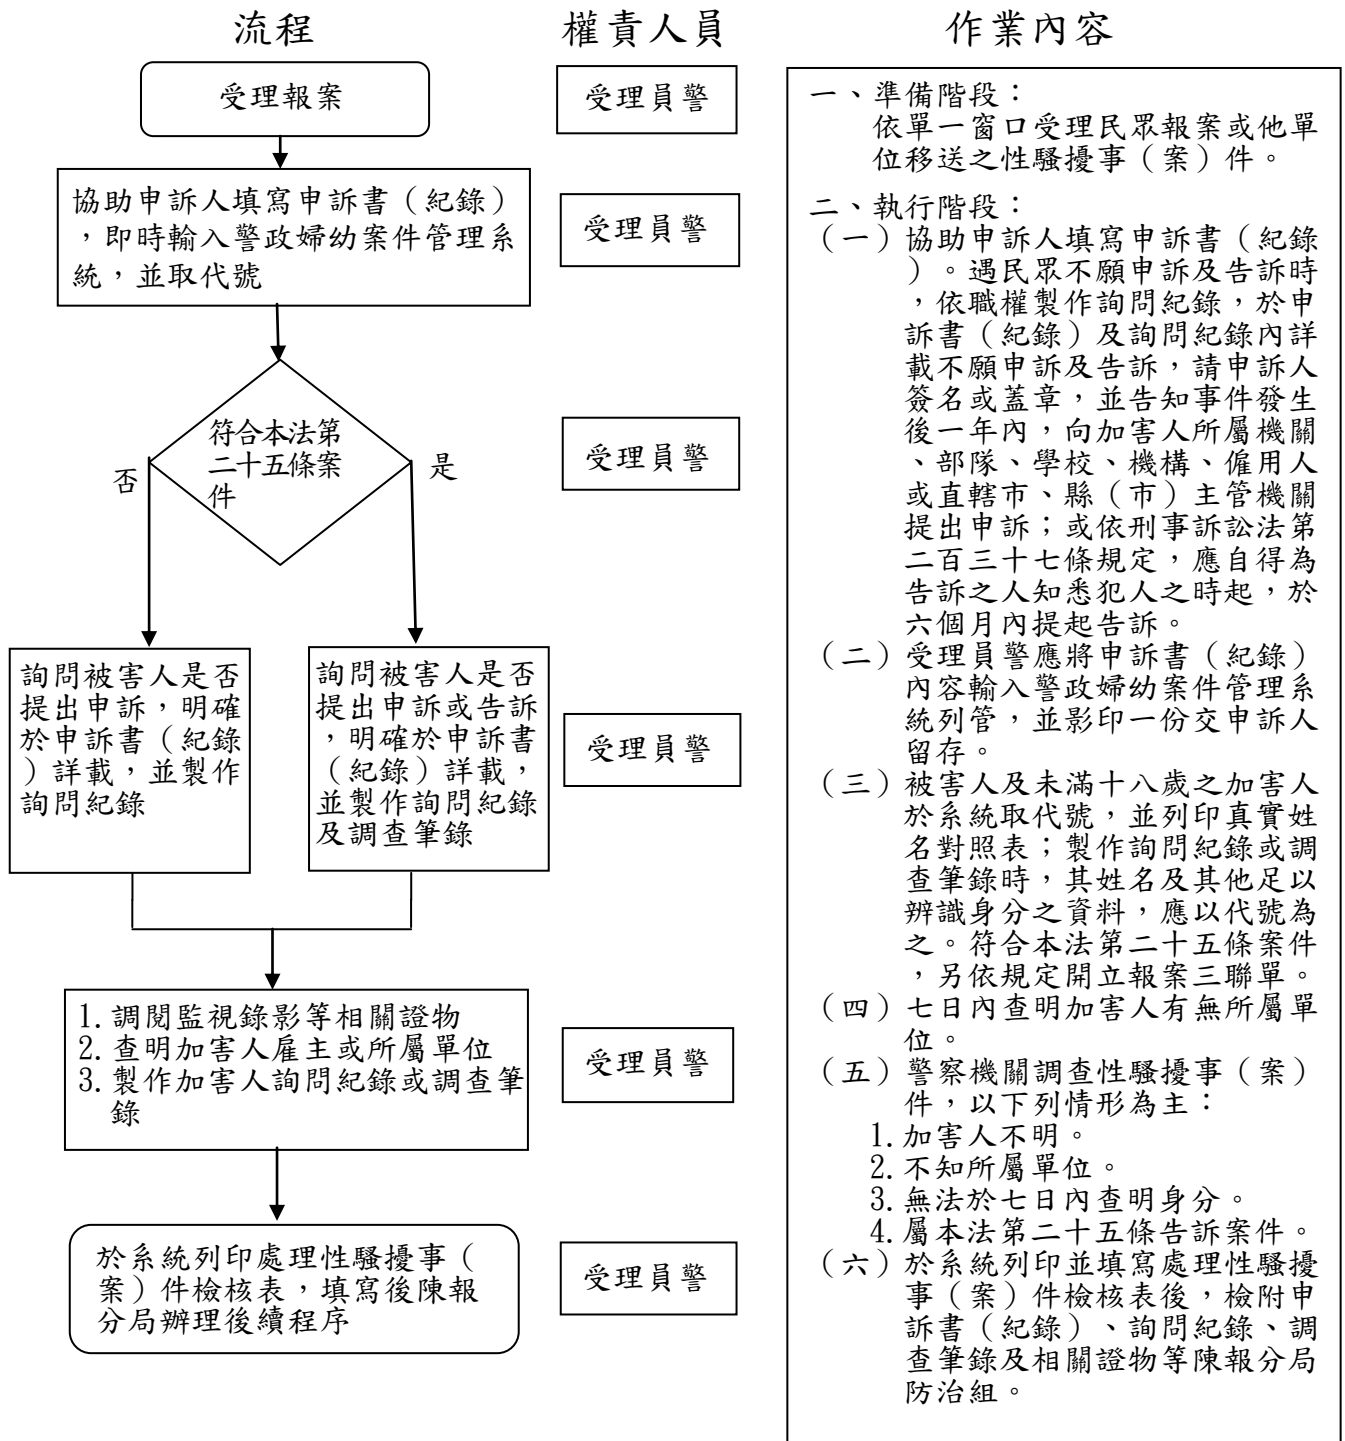 流程
權責人員
作業內容
受理報案
受理員警
協助申訴人填寫申訴書（紀錄）
，即時輸入警政婦幼案件管理系
統，並取代號
受理員警
符合本法第
二十五條案
件
否
是
受理員警
詢問被害人是否
提出申訴，明確
於申訴書（紀錄
）詳載，並製作
詢問紀錄
詢問被害人是否
提出申訴或告訴
，明確於申訴書
（紀錄）詳載，
並製作詢問紀錄
及調查筆錄
受理員警
1.調閱監視錄影等相關證物
2.查明加害人雇主或所屬單位
3.製作加害人詢問紀錄或調查筆
錄
受理員警
於系統列印處理性騷擾事（
案）件檢核表，填寫後陳報
分局辦理後續程序
受理員警
一、準備階段：
依單一窗口受理民眾報案或他單
位移送之性騷擾事（案）件。
二、執行階段：
（一）協助申訴人填寫申訴書（紀錄
）。遇民眾不願申訴及告訴時
，依職權製作詢問紀錄，於申
訴書（紀錄）及詢問紀錄內詳
載不願申訴及告訴，請申訴人
簽名或蓋章，並告知事件發生
後一年內，向加害人所屬機關
、部隊、學校、機構、僱用人
或直轄市、縣（市）主管機關
提出申訴；或依刑事訴訟法第
二百三十七條規定，應自得為
告訴之人知悉犯人之時起，於
六個月內提起告訴。
（二）受理員警應將申訴書（紀錄）
內容輸入警政婦幼案件管理系
統列管，並影印一份交申訴人
留存。
（三）被害人及未滿十八歲之加害人
於系統取代號，並列印真實姓
名對照表；製作詢問紀錄或調
查筆錄時，其姓名及其他足以
辨識身分之資料，應以代號為
之。符合本法第二十五條案件
，另依規定開立報案三聯單。
（四）七日內查明加害人有無所屬單
位。
（五）警察機關調查性騷擾事（案）
件，以下列情形為主：
1.加害人不明。
2.不知所屬單位。
3.無法於七日內查明身分。
4.屬本法第二十五條告訴案件。
（六）於系統列印並填寫處理性騷擾
事（案）件檢核表後，檢附申
訴書（紀錄）、詢問紀錄、調
查筆錄及相關證物等陳報分局
防治組。